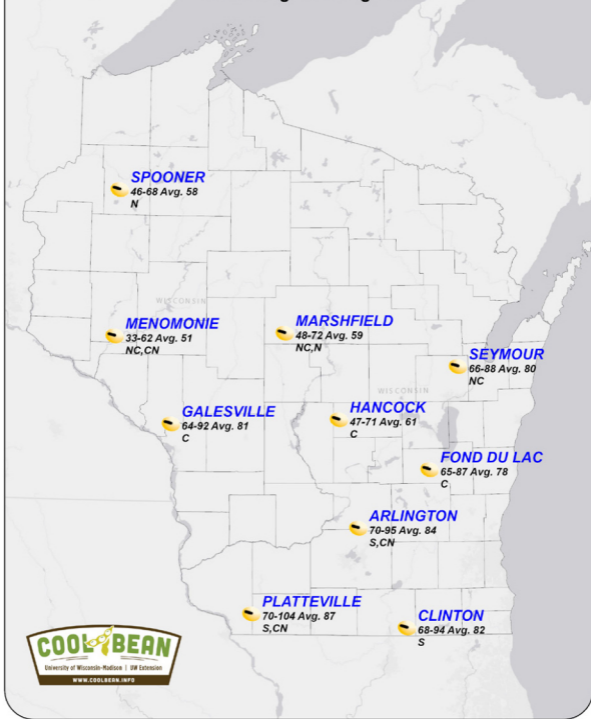 SPOONER
46-68 Avg. 58
N
WISCONSIN
MENOMONIE
33-62 Avg. 51
NC,CN
MARSHFIELD
48-72 Avg. 59
NC,N
SEYMOUR
66-88 Avg. 80
NC
WISCONSIN
GALESVILLE
64-92 Avg. 81
C
HANCOCK
47-71 Avg. 61
C
FOND DU LAC
65-87 Avg. 78
C
ARLINGTON
70-95 Avg. 84
S,CN
PLATTEVILLE
70-104 Avg. 87
S,CN
CLINTON
68-94 Avg. 82
S
COOL BEAN
University of Wisconsin-Madison | UW Extension
WWW.COOLBEAN.INFO